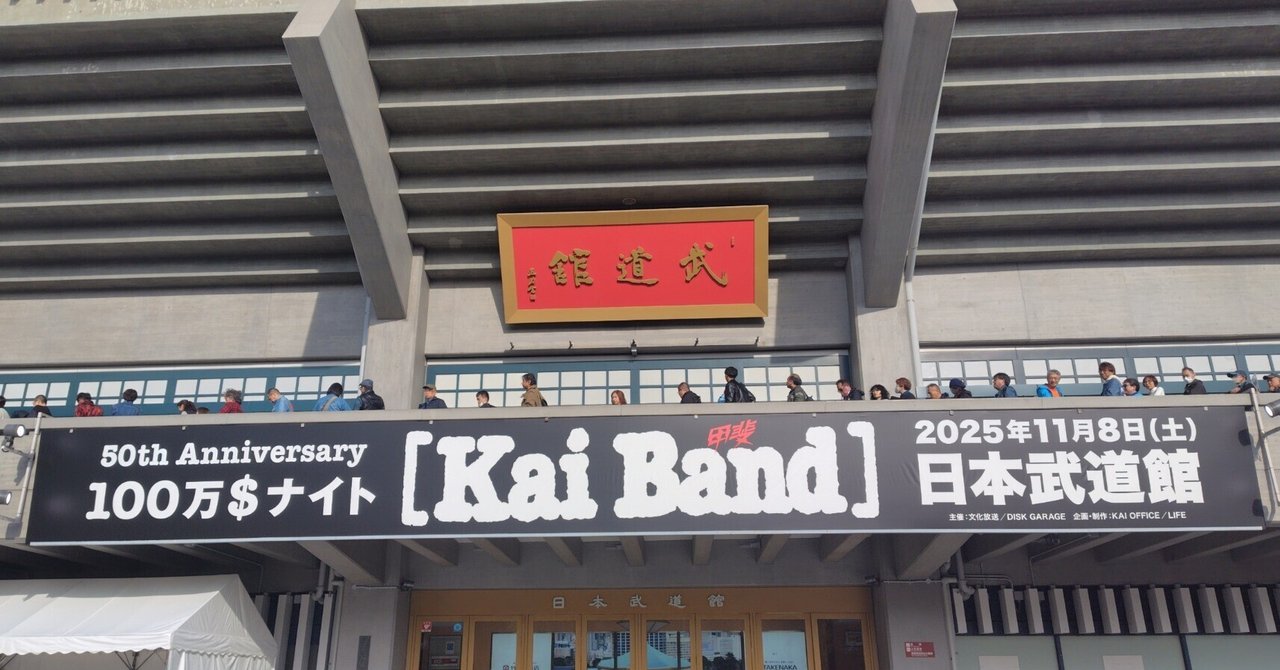 武道館
50th Anniversary
100万$ナイト
[Kai Band]
甲斐
2025年11月8日(土)
日本武道館
主催:文化放送/DISK GARAGE 企画・制作:KAI OFFICE/LIFE
日本武道館
TAKENAKA